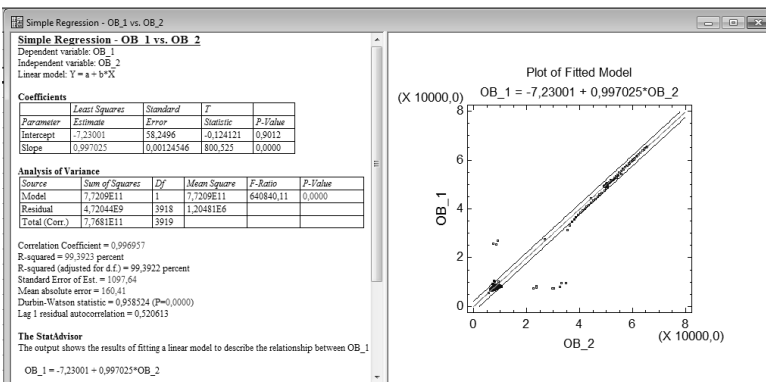 Simple Regression - OB_1 vs. OB_2
Simple Regression - OB_1 vs. OB_2
Dependent variable: OB_1
Independent variable: OB_2
Linear model: Y = a + b*X
Coefficients
Least Squares Standard T
Parameter Estimate Error Statistic P-Value
Intercept -7,23001 58,2496 -0,124121 0,9012
Slope 0,997025 0,00124546 800,525 0,0000
Analysis of Variance
Source Sum of Squares Df Mean Square F-Ratio P-Value
Model 7,7209E11 1 7,7209E11 640840,11 0,0000
Residual 4,72044E9 3918 1,20481E6
Total (Corr.) 7,7681E11 3919
Correlation Coefficient = 0,996957
R-squared = 99,3923 percent
R-squared (adjusted for d.f.) = 99,3922 percent
Standard Error of Est. = 1097,64
Mean absolute error = 160,41
Durbin-Watson statistic = 0,958524 (P=0,0000)
Lag 1 residual autocorrelation = 0,520613
The StatAdvisor
The output shows the results of fitting a linear model to describe the relationship between OB_1
OB_1 = -7,23001 + 0,997025*OB_2
Plot of Fitted Model
OB_1 = -7,23001 + 0,997025*OB_2
(X 10000,0)
8
6
4
2
0
OB_1
0 2 4 6 8
(X 10000,0)
OB_2